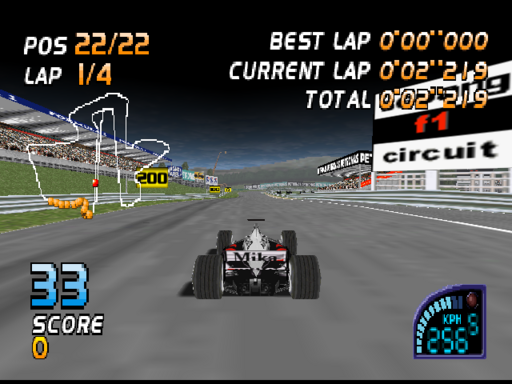 POS 22/22
LAP 1/4
BEST LAP 0'00"000
CURRENT LAP 0'02"219
TOTAL 0'02"219
f1
circuit
200
Mika
33
SCORE
0
KPH
256
5